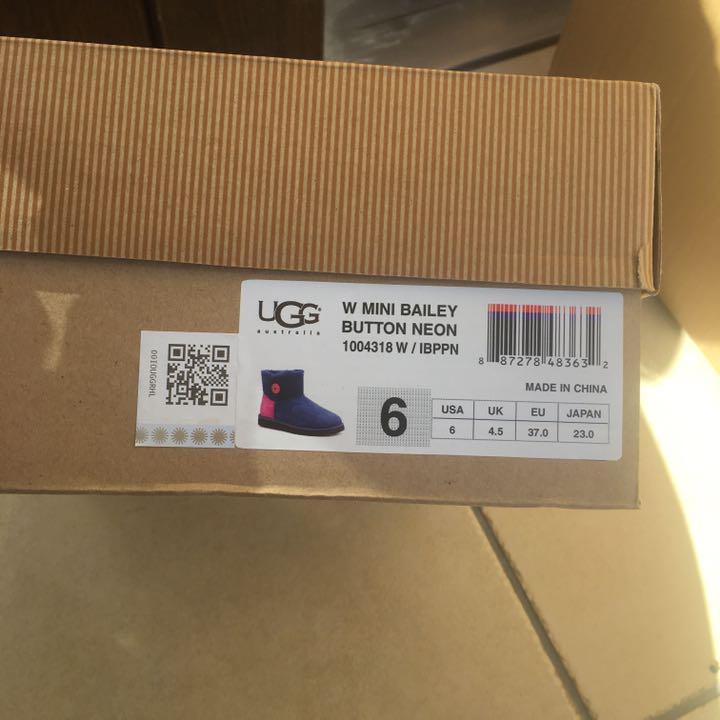 UGG
australia
W MINI BAILEY
BUTTON NEON
1004318 W / IBPPN
8 87278 48363 2
MADE IN CHINA
6
USA UK EU JAPAN
6 4.5 37.0 23.0